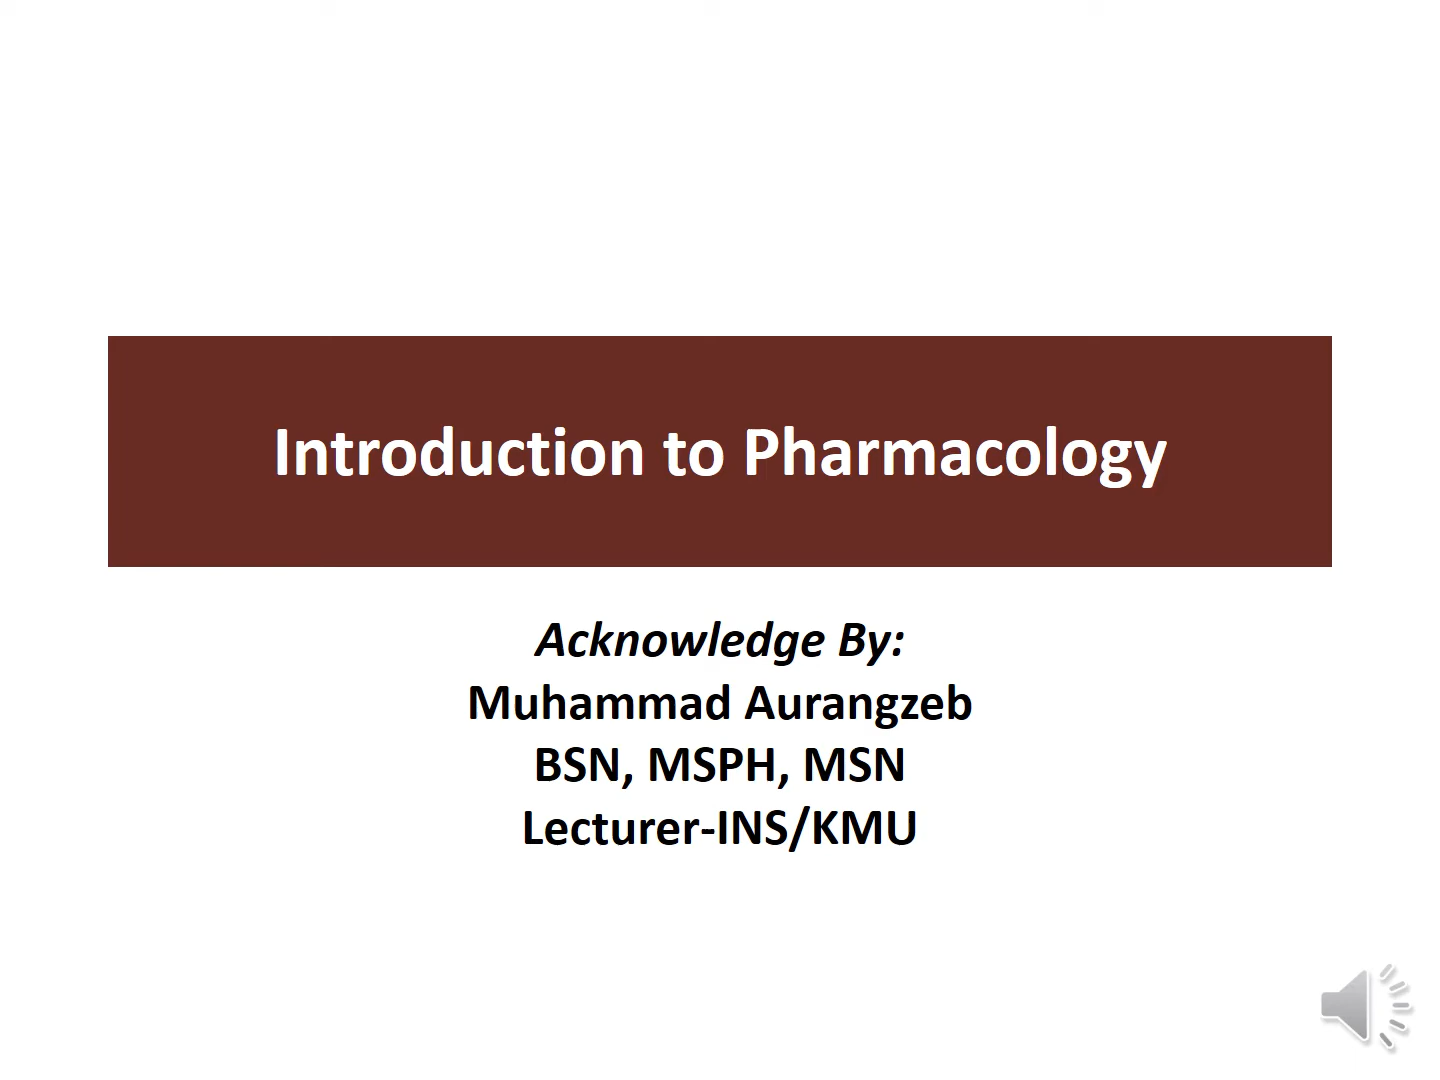 Introduction to Pharmacology
Acknowledge By:
Muhammad Aurangzeb
BSN, MSPH, MSN
Lecturer-INS/KMU